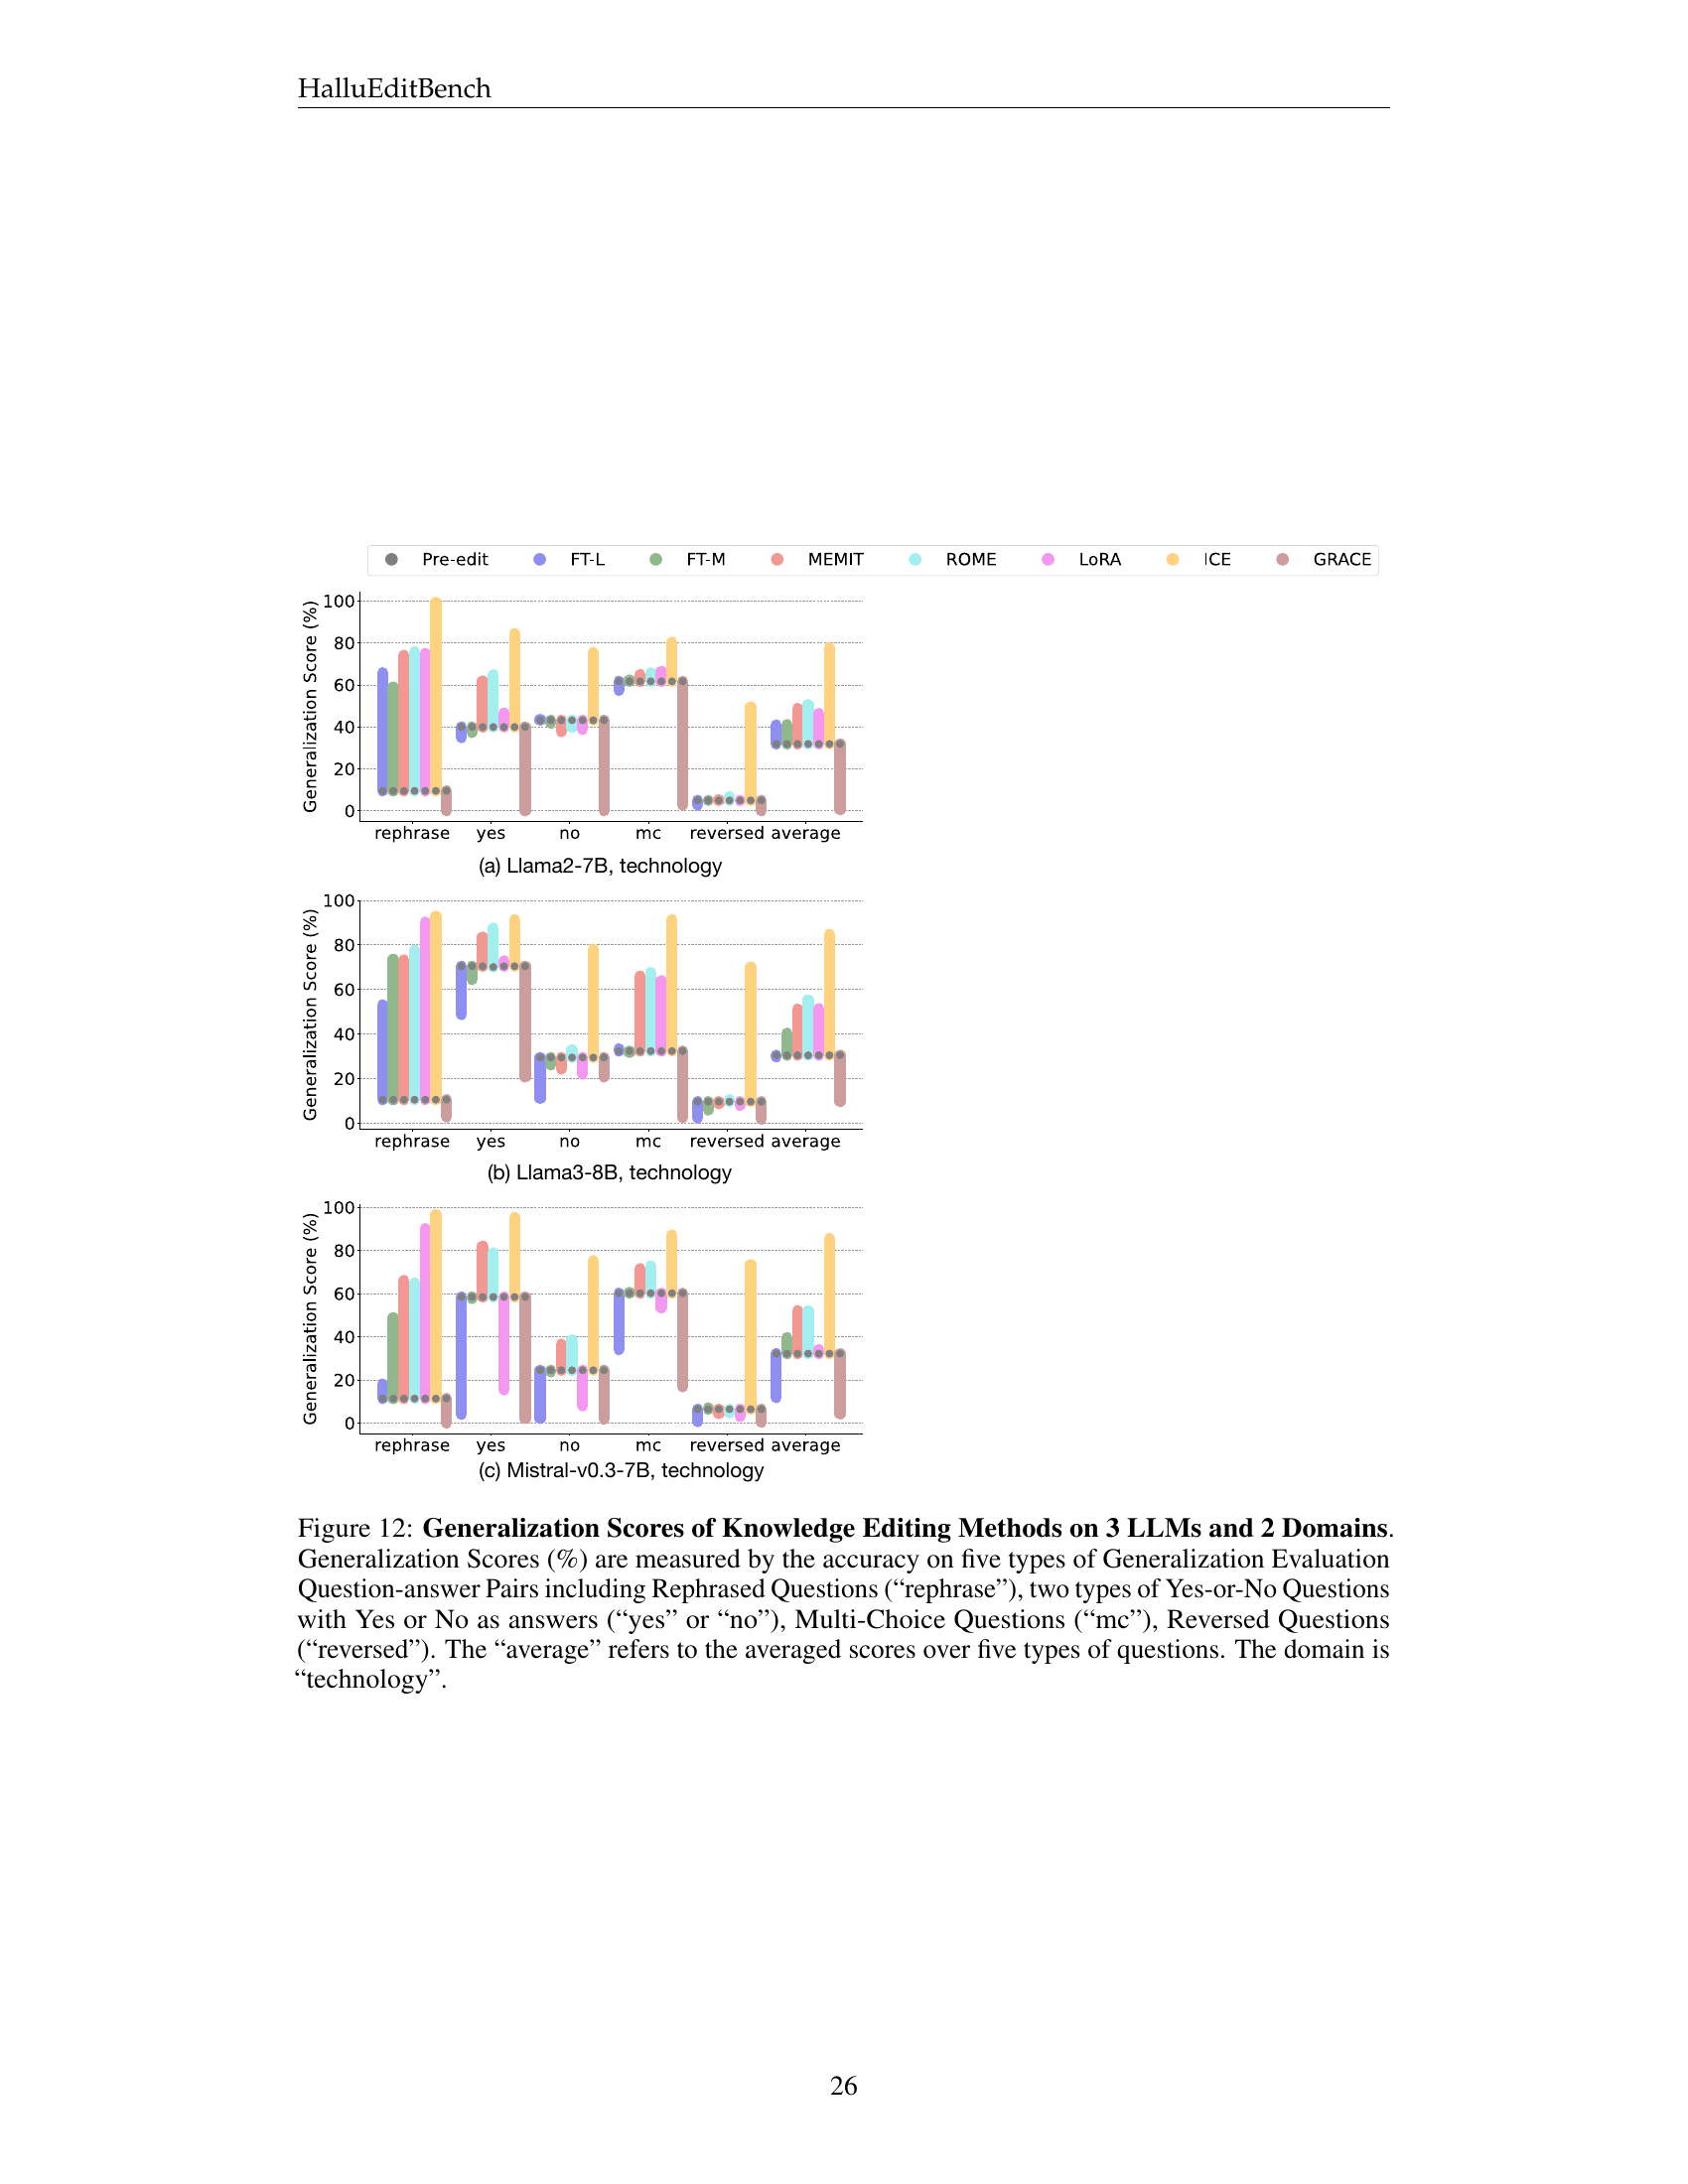 HalluEditBench
Pre-edit FT-L FT-M MEMIT ROME LoRA ICE GRACE
Generalization Score (%)
100
80
60
40
20
0
rephrase yes no mc reversed average
(a) Llama2-7B, technology
Generalization Score (%)
100
80
60
40
20
0
rephrase yes no mc reversed average
(b) Llama3-8B, technology
Generalization Score (%)
100
80
60
40
20
0
rephrase yes no mc reversed average
(c) Mistral-v0.3-7B, technology
Figure 12: Generalization Scores of Knowledge Editing Methods on 3 LLMs and 2 Domains.
Generalization Scores (%) are measured by the accuracy on five types of Generalization Evaluation
Question-answer Pairs including Rephrased Questions (“rephrase”), two types of Yes-or-No Questions
with Yes or No as answers (“yes” or “no”), Multi-Choice Questions (“mc”), Reversed Questions
(“reversed”). The “average” refers to the averaged scores over five types of questions. The domain is
“technology”.
26